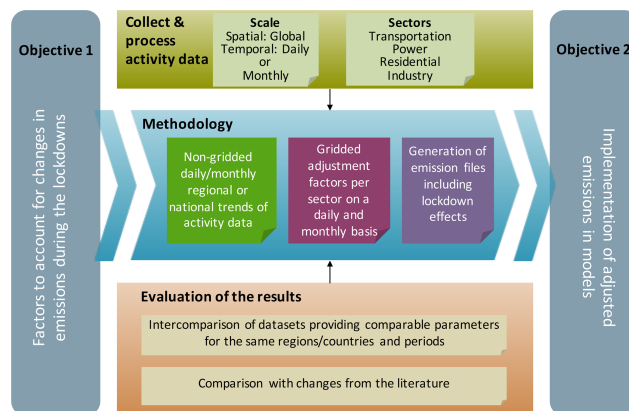 Objective 1
Factors to account for changes in
emissions during the lockdowns
Collect &
process
activity data
Scale
Spatial: Global
Temporal: Daily
or
Monthly
Sectors
Transportation
Power
Residential
Industry
Methodology
Non-gridded
daily/monthly
regional or
national trends of
activity data
Gridded
adjustment
factors per
sector on a
daily and
monthly basis
Generation of
emission files
including
lockdown
effects
Evaluation of the results
Intercomparison of datasets providing comparable parameters
for the same regions/countries and periods
Comparison with changes from the literature
Objective 2
Implementation of adjusted
emissions in models